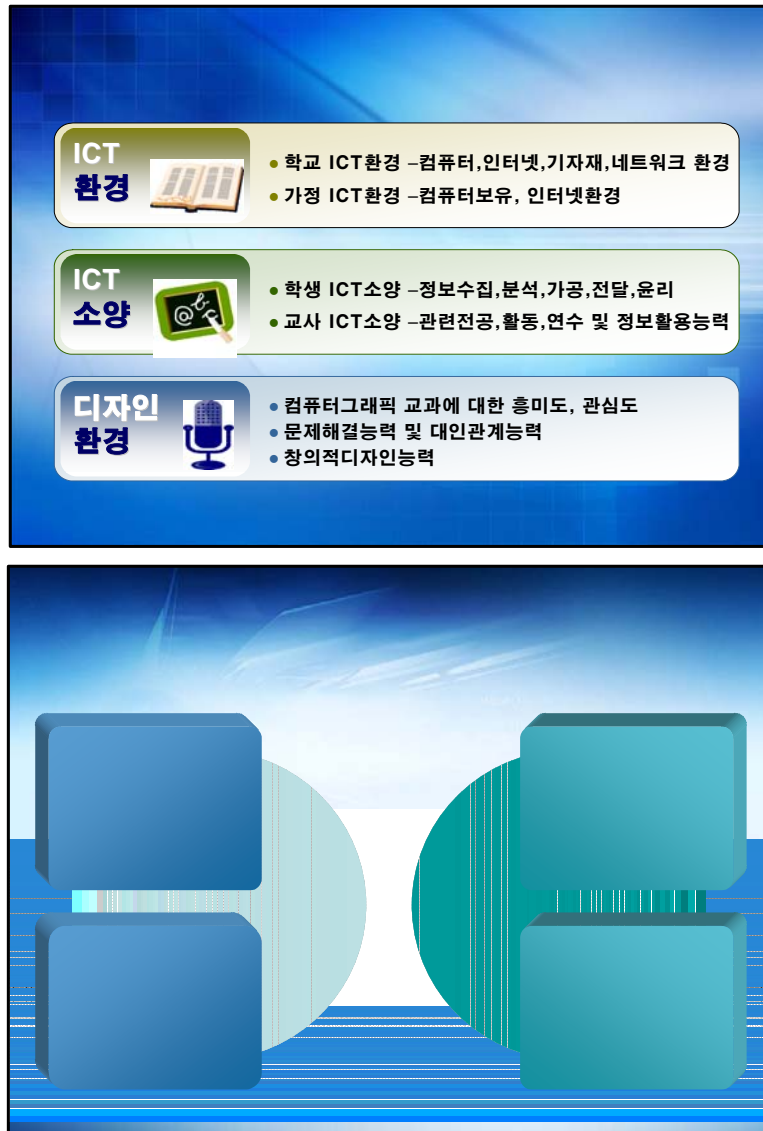 ICT
환경
● 학교 ICT환경 –컴퓨터,인터넷,기자재,네트워크 환경
● 가정 ICT환경 –컴퓨터보유, 인터넷환경
ICT
소양
● 학생 ICT소양 –정보수집,분석,가공,전달,윤리
● 교사 ICT소양 –관련전공,활동,연수 및 정보활용능력
디자인
환경
● 컴퓨터그래픽 교과에 대한 흥미도, 관심도
● 문제해결능력 및 대인관계능력
● 창의적디자인능력